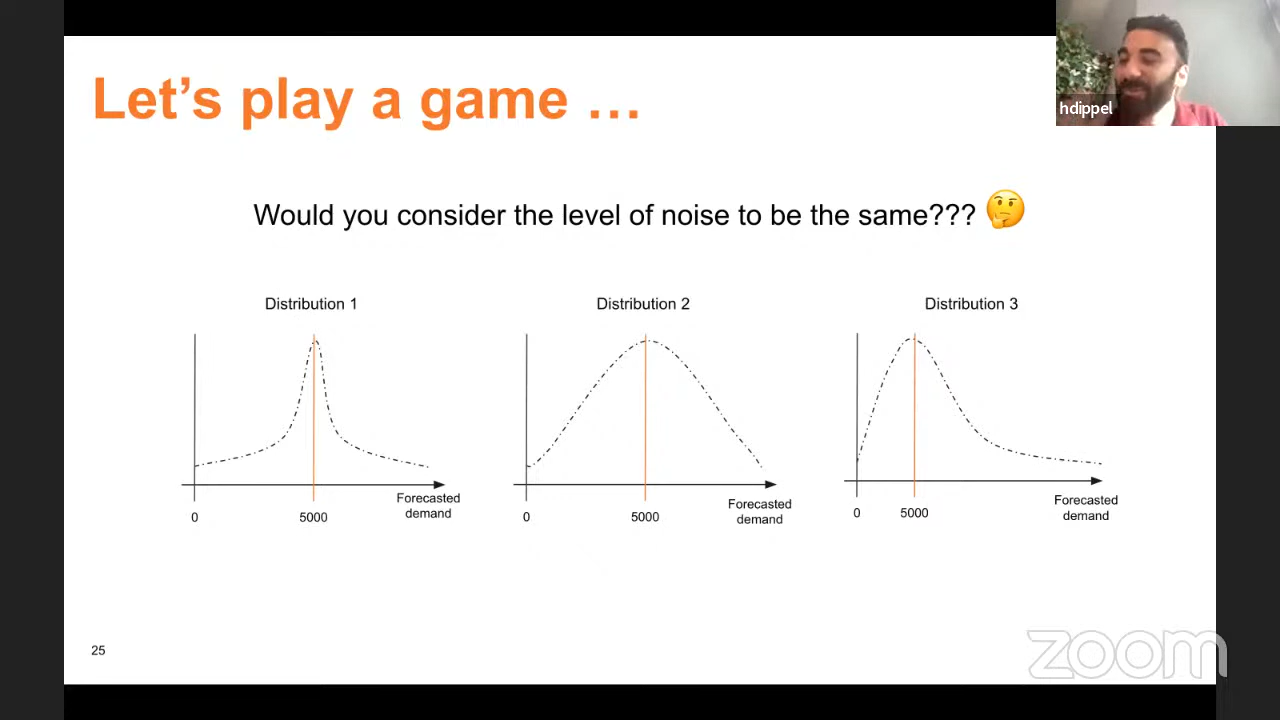 Let's play a game ...
hdippel
Would you consider the level of noise to be the same??? 🤔
Distribution 1
Distribution 2
Distribution 3
Forecasted
demand
0
5000
Forecasted
demand
0
5000
Forecasted
demand
0
5000
25
zoom